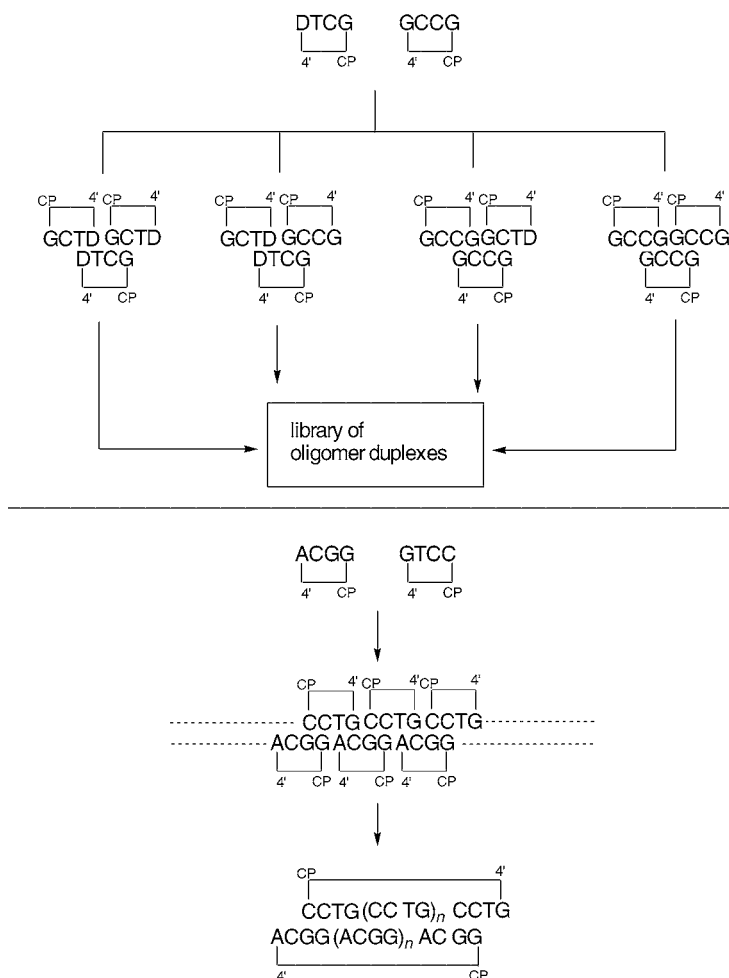 DTCG GCCG
4' CP 4' CP
CP 4' CP 4' CP 4' CP 4' CP 4' CP 4' CP 4' CP 4'
GCTD GCTD GCTD GCCG GCCGGCTD GCCGGCCG
DTCG DTCG GCCG GCCG
4' CP 4' CP 4' CP 4' CP
library of
oligomer duplexes
ACGG GTCC
4' CP 4' CP
CP 4' CP 4' CP 4'
CCTG CCTG CCTG
ACGG ACGG ACGG
4' CP 4' CP 4' CP
CP 4'
CCTG (CC TG)n CCTG
ACGG (ACGG)n AC GG
4' CP